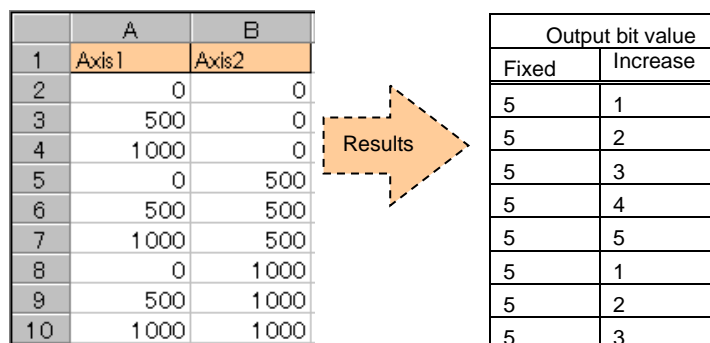 A B
1 Axis1 Axis2
2 0 0
3 500 0
4 1000 0
5 0 500
6 500 500
7 1000 500
8 0 1000
9 500 1000
10 1000 1000
Results
Output bit value
Fixed Increase
5 1
5 2
5 3
5 4
5 5
5 1
5 2
5 3